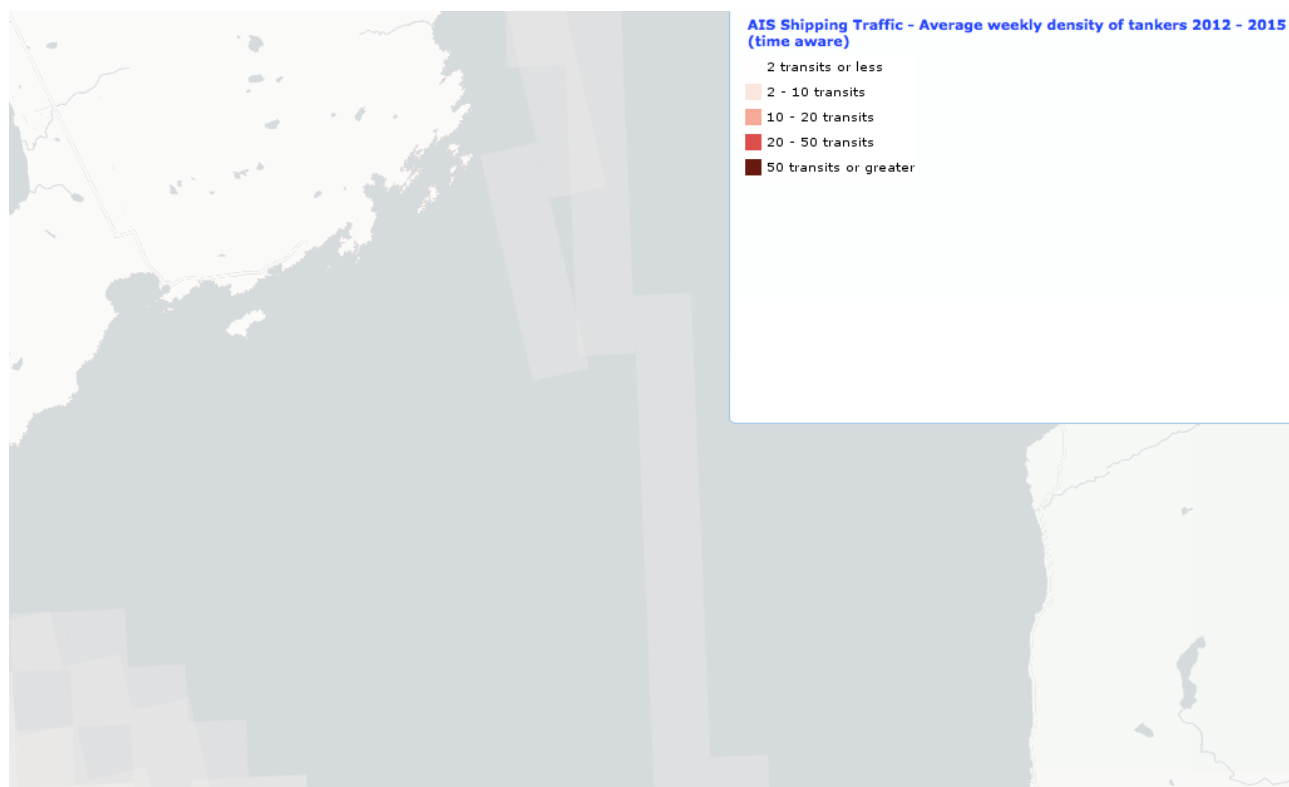 AIS Shipping Traffic - Average weekly density of tankers 2012 - 2015
(time aware)
2 transits or less
2 - 10 transits
10 - 20 transits
20 - 50 transits
50 transits or greater